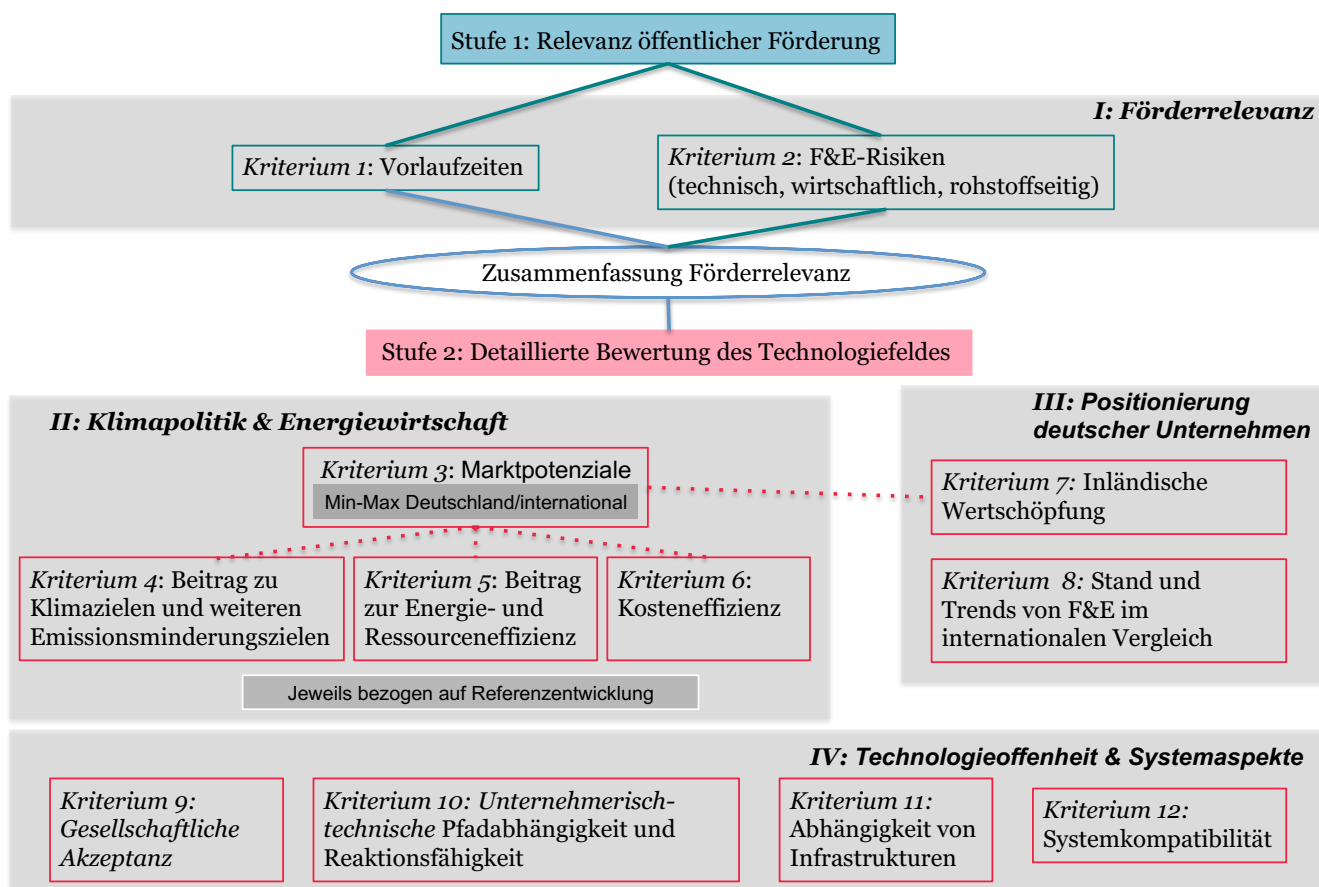 Stufe 1: Relevanz öffentlicher Förderung
I: Förderrelevanz
Kriterium 1: Vorlaufzeiten
Kriterium 2: F&E-Risiken
(technisch, wirtschaftlich, rohstoffseitig)
Zusammenfassung Förderrelevanz
Stufe 2: Detaillierte Bewertung des Technologiefeldes
II: Klimapolitik & Energiewirtschaft
Kriterium 3: Marktpotenziale
Min-Max Deutschland/international
Kriterium 4: Beitrag zu
Klimazielen und weiteren
Emissionsminderungszielen
Kriterium 5: Beitrag
zur Energie- und
Ressourceneffizienz
Kriterium 6:
Kosteneffizienz
Jeweils bezogen auf Referenzentwicklung
III: Positionierung
deutscher Unternehmen
Kriterium 7: Inländische
Wertschöpfung
Kriterium 8: Stand und
Trends von F&E im
internationalen Vergleich
IV: Technologieoffenheit & Systemaspekte
Kriterium 9:
Gesellschaftliche
Akzeptanz
Kriterium 10: Unternehmerisch-
technische Pfadabhängigkeit und
Reaktionsfähigkeit
Kriterium 11:
Abhängigkeit von
Infrastrukturen
Kriterium 12:
Systemkompatibilität